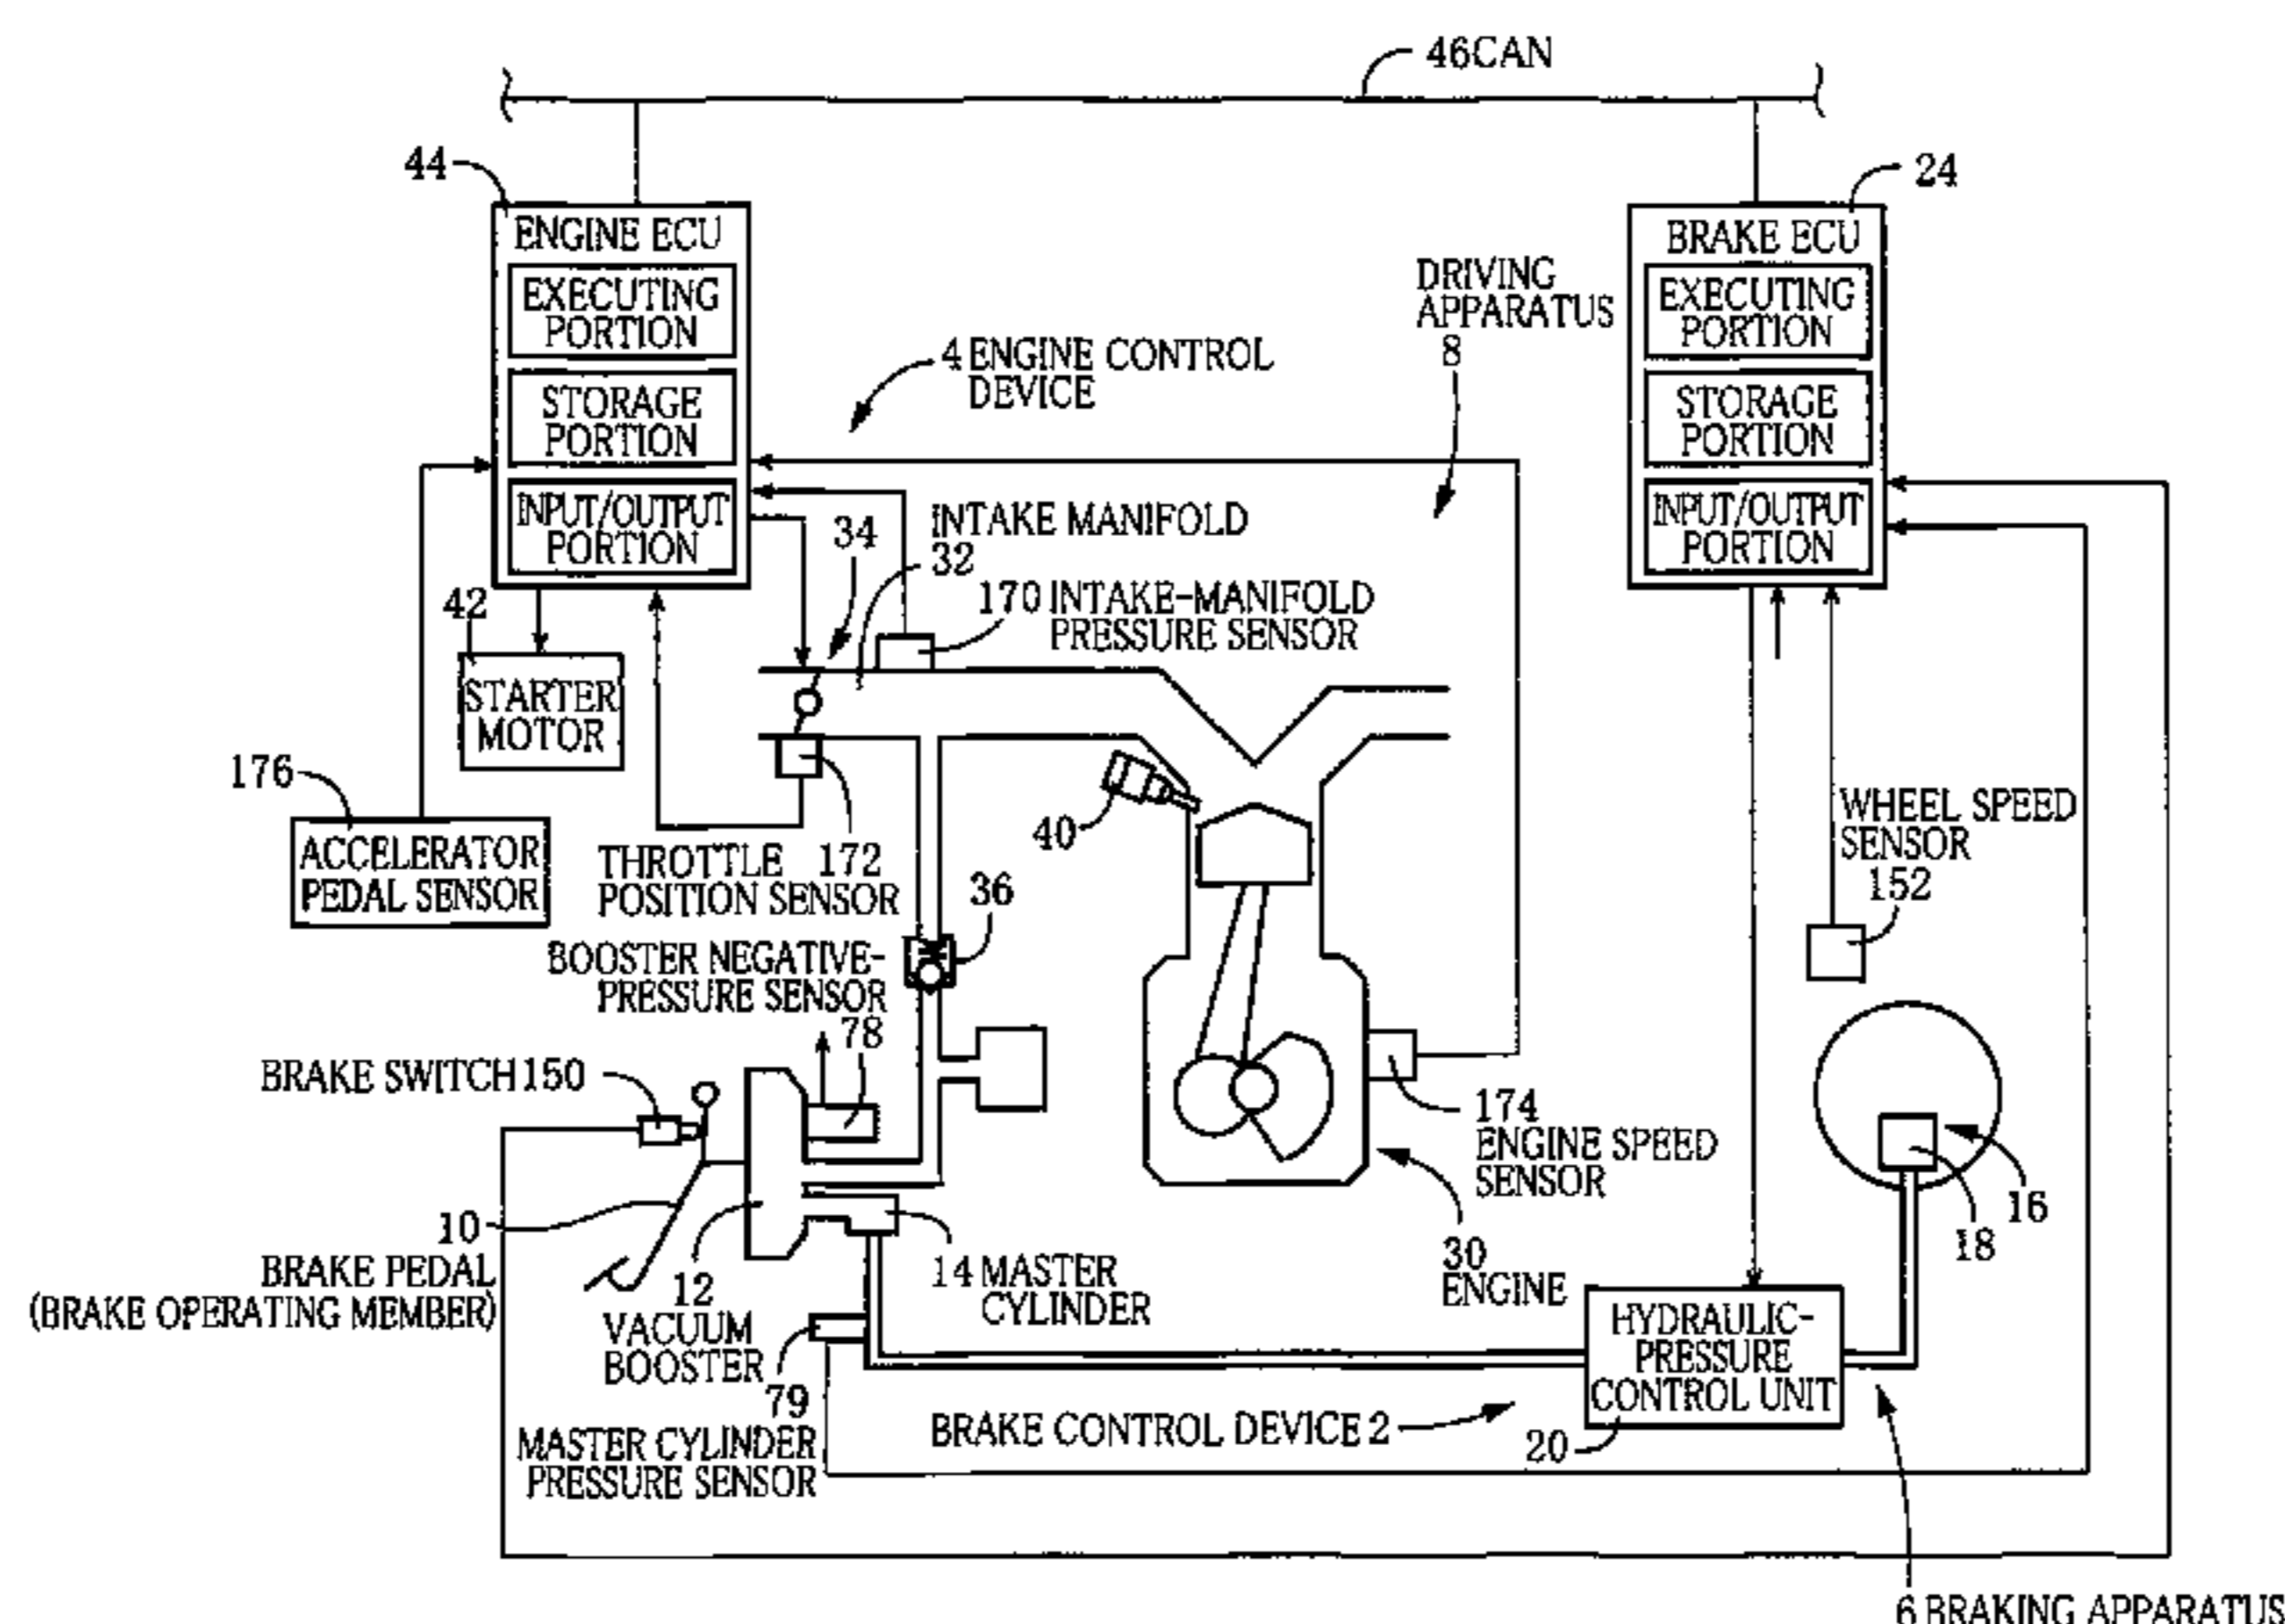 46CAN
44
24
ENGINE ECU
EXECUTING
PORTION
STORAGE
PORTION
INPUT/OUTPUT
PORTION
BRAKE ECU
EXECUTING
PORTION
STORAGE
PORTION
INPUT/OUTPUT
PORTION
DRIVING
APPARATUS
8
4 ENGINE CONTROL
DEVICE
34
INTAKE MANIFOLD
32
170 INTAKE-MANIFOLD
PRESSURE SENSOR
42
STARTER
MOTOR
176
ACCELERATOR
PEDAL SENSOR
THROTTLE 172
POSITION SENSOR
40
WHEEL SPEED
SENSOR
152
36
BOOSTER NEGATIVE-
PRESSURE SENSOR
78
BRAKE SWITCH150
174
ENGINE SPEED
SENSOR
16
18
10
BRAKE PEDAL
(BRAKE OPERATING MEMBER)
12
VACUUM
BOOSTER
14 MASTER
CYLINDER
30
ENGINE
HYDRAULIC-
PRESSURE
CONTROL UNIT
20
79
MASTER CYLINDER
PRESSURE SENSOR
BRAKE CONTROL DEVICE 2
6 BRAKING APPARATUS